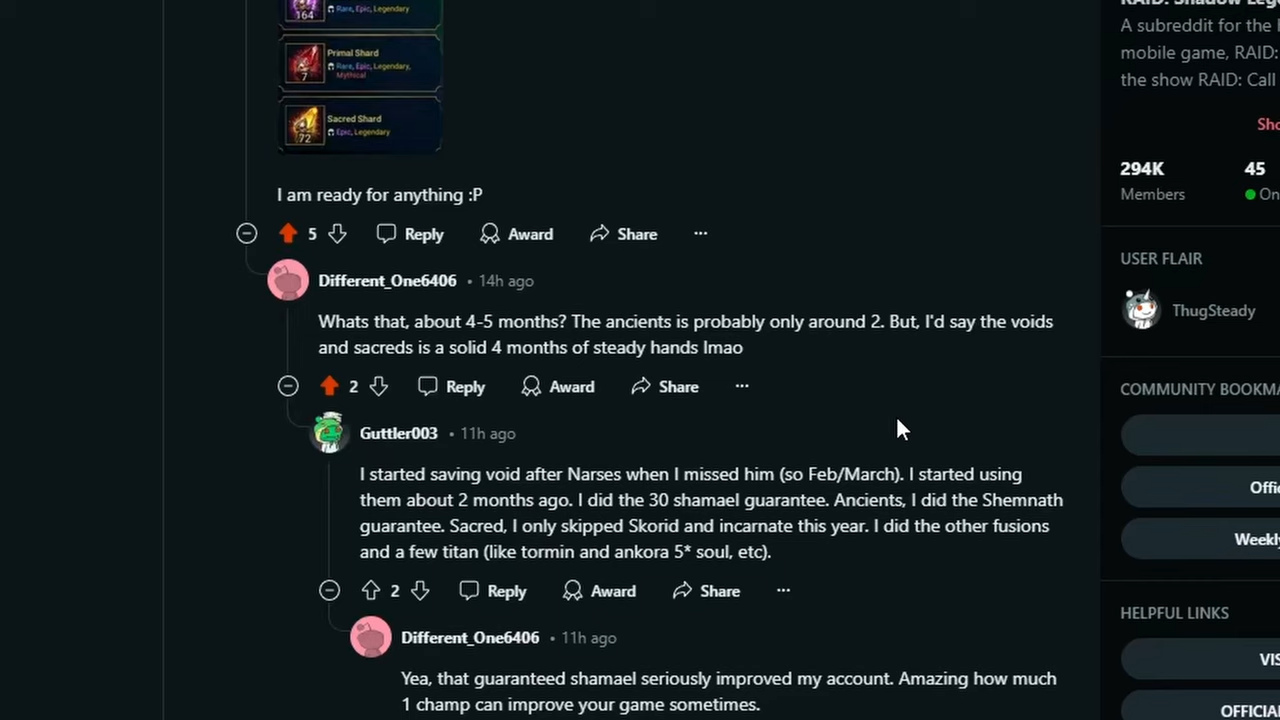 164
Rare, Epic, Legendary
Primal Shard
7
Rare, Epic, Legendary,
Mythical
Sacred Shard
72
Epic, Legendary
I am ready for anything :P
5 Reply Award Share
Different_One6406 • 14h ago
Whats that, about 4-5 months? The ancients is probably only around 2. But, I'd say the voids
and sacreds is a solid 4 months of steady hands lmao
2 Reply Award Share
Guttler003 • 11h ago
I started saving void after Narses when I missed him (so Feb/March). I started using
them about 2 months ago. I did the 30 shamael guarantee. Ancients, I did the Shemnath
guarantee. Sacred, I only skipped Skorid and incarnate this year. I did the other fusions
and a few titan (like tormin and ankora 5* soul, etc).
2 Reply Award Share
Different_One6406 • 11h ago
Yea, that guaranteed shamael seriously improved my account. Amazing how much
1 champ can improve your game sometimes.
A subreddit for the
mobile game, RAID:
the show RAID: Call
Sho
294K 45
Members On
USER FLAIR
ThugSteady
COMMUNITY BOOKMA
Offi
Weekly
HELPFUL LINKS
VIS
OFFICIA